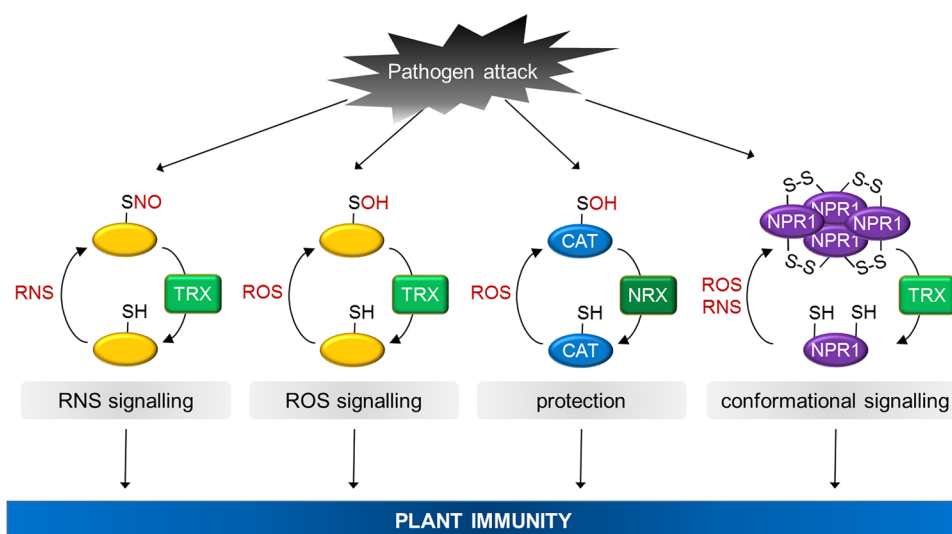 Pathogen attack
SNO
RNS
TRX
SH
RNS signalling
SOH
ROS
TRX
SH
ROS signalling
SOH
CAT
ROS
NRX
SH
CAT
protection
S-S
S-S
NPR1
NPR1
NPR1
NPR1
S-S
S-S
ROS
RNS
TRX
SH
SH
NPR1
conformational signalling
PLANT IMMUNITY